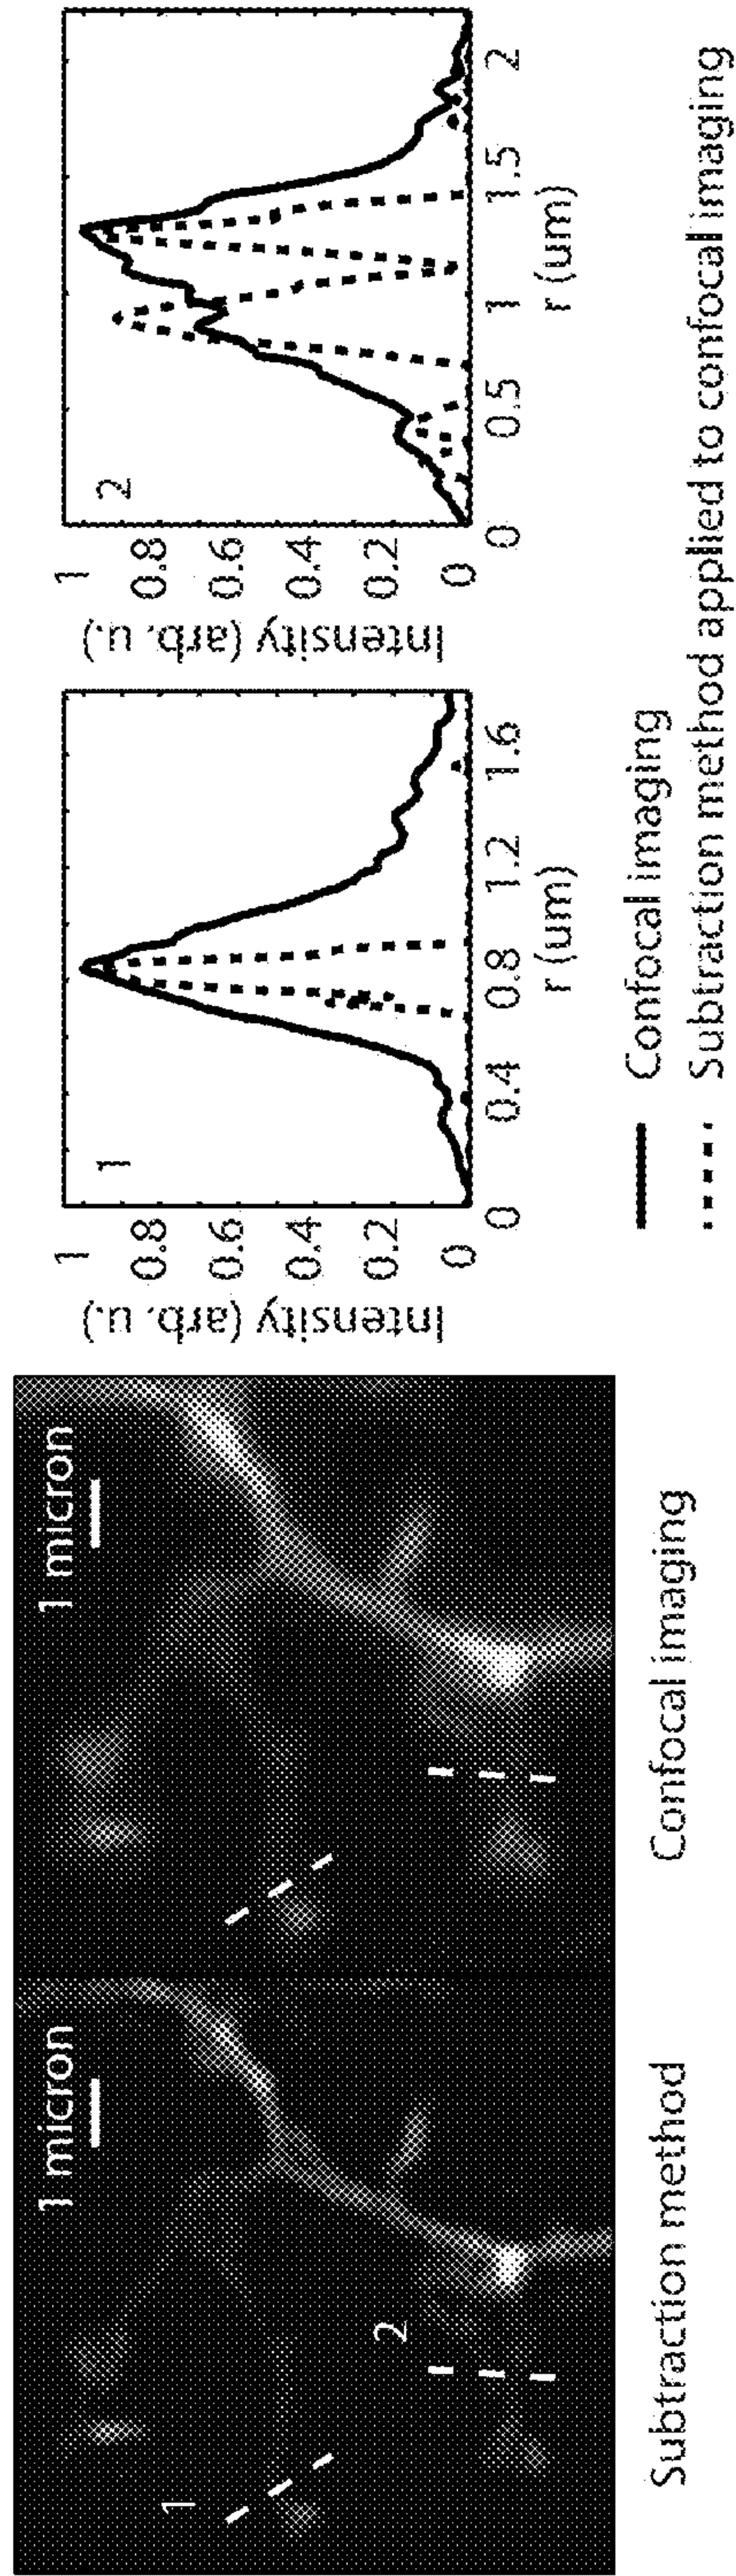 1 micron
1 micron
1
2
Subtraction method
Confocal imaging
Intensity (arb. u.)
1
0.8
0.6
0.4
0.2
0
1
0 0.4 0.8 1.2 1.6
r (um)
Intensity (arb. u.)
1
0.8
0.6
0.4
0.2
0
2
0 0.5 1 1.5 2
r (um)
Confocal imaging
Subtraction method applied to confocal imaging